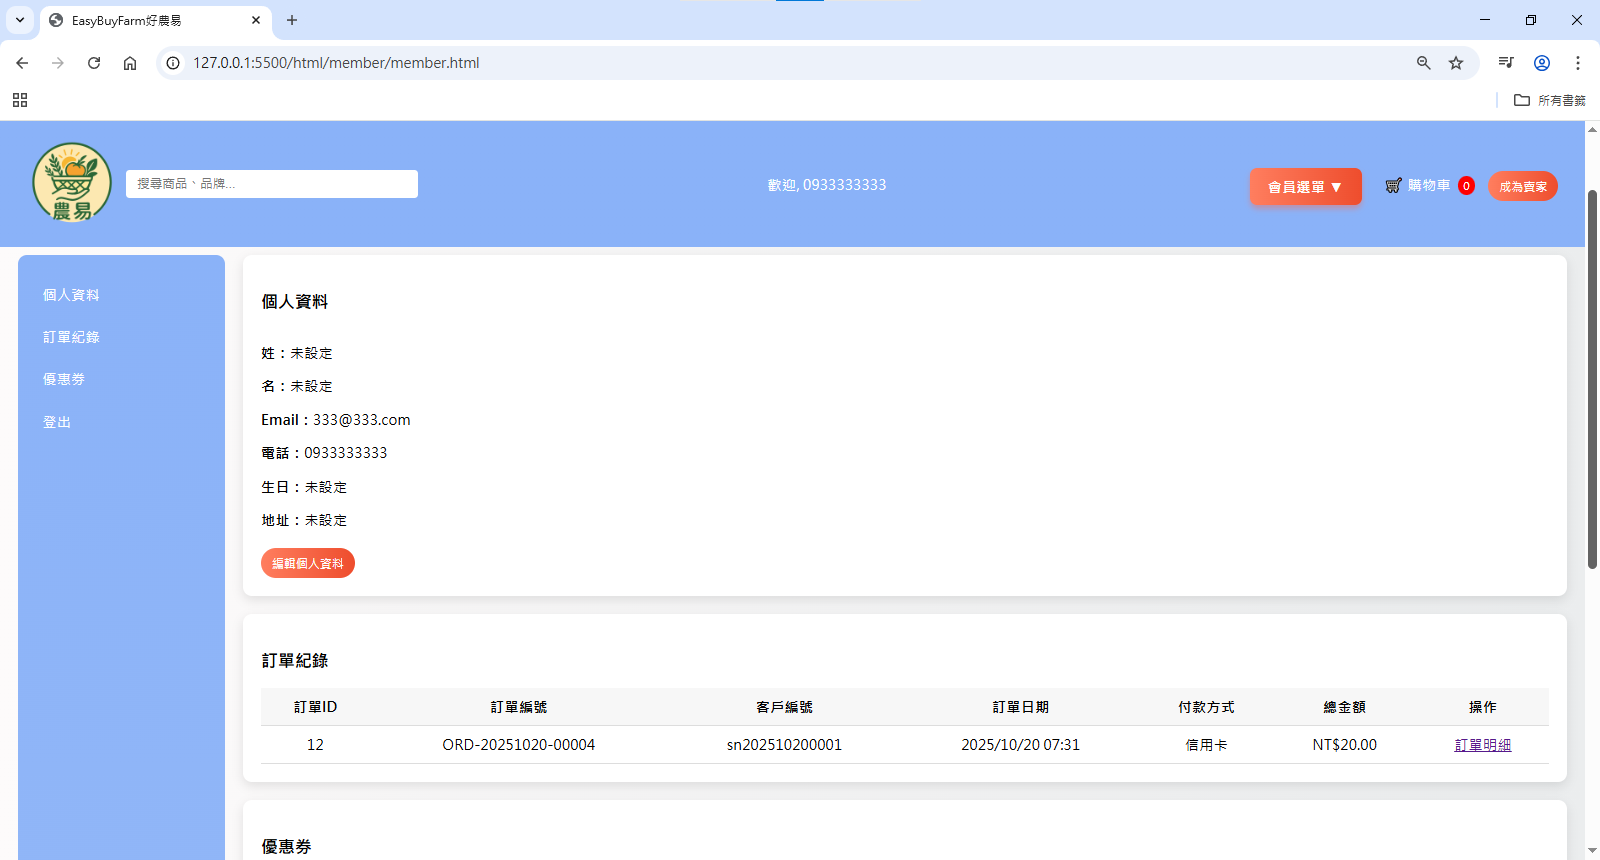 EasyBuyFarm好農易
127.0.0.1:5500/html/member/member.html
所有書籤
農易
搜尋商品、品牌...
歡迎, 0933333333
會員選單 ▼
購物車 0
成為賣家
個人資料
訂單紀錄
優惠券
登出
個人資料
姓：未設定
名：未設定
Email：333@333.com
電話：0933333333
生日：未設定
地址：未設定
編輯個人資料
訂單紀錄
訂單ID 訂單編號 客戶編號 訂單日期 付款方式 總金額 操作
12 ORD-20251020-00004 sn202510200001 2025/10/20 07:31 信用卡 NT$20.00 訂單明細
優惠券